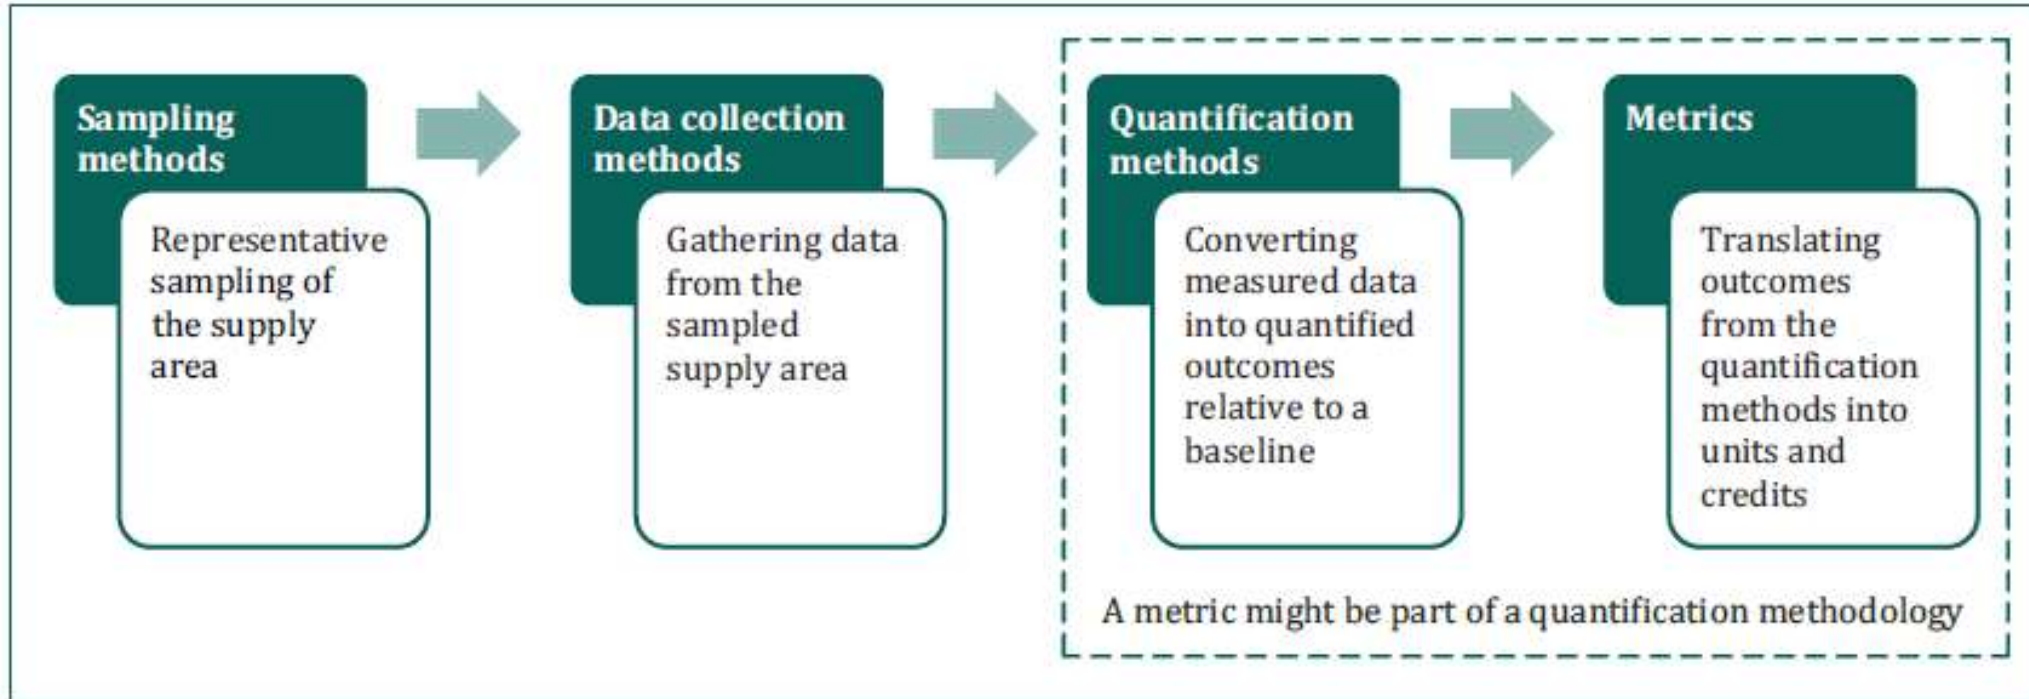 Sampling
methods
Representative
sampling of
the supply
area
Data collection
methods
Gathering data
from the
sampled
supply area
Quantification
methods
Converting
measured data
into quantified
outcomes
relative to a
baseline
Metrics
Translating
outcomes
from the
quantification
methods into
units and
credits
A metric might be part of a quantification methodology